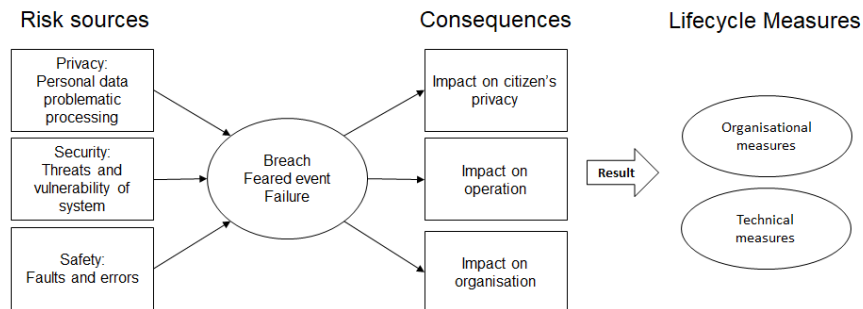 Risk sources
Privacy:
Personal data
problematic
processing
Security:
Threats and
vulnerability of
system
Safety:
Faults and errors
Breach
Feared event
Failure
Consequences
Impact on citizen's
privacy
Impact on
operation
Impact on
organisation
Result
Lifecycle Measures
Organisational
measures
Technical
measures